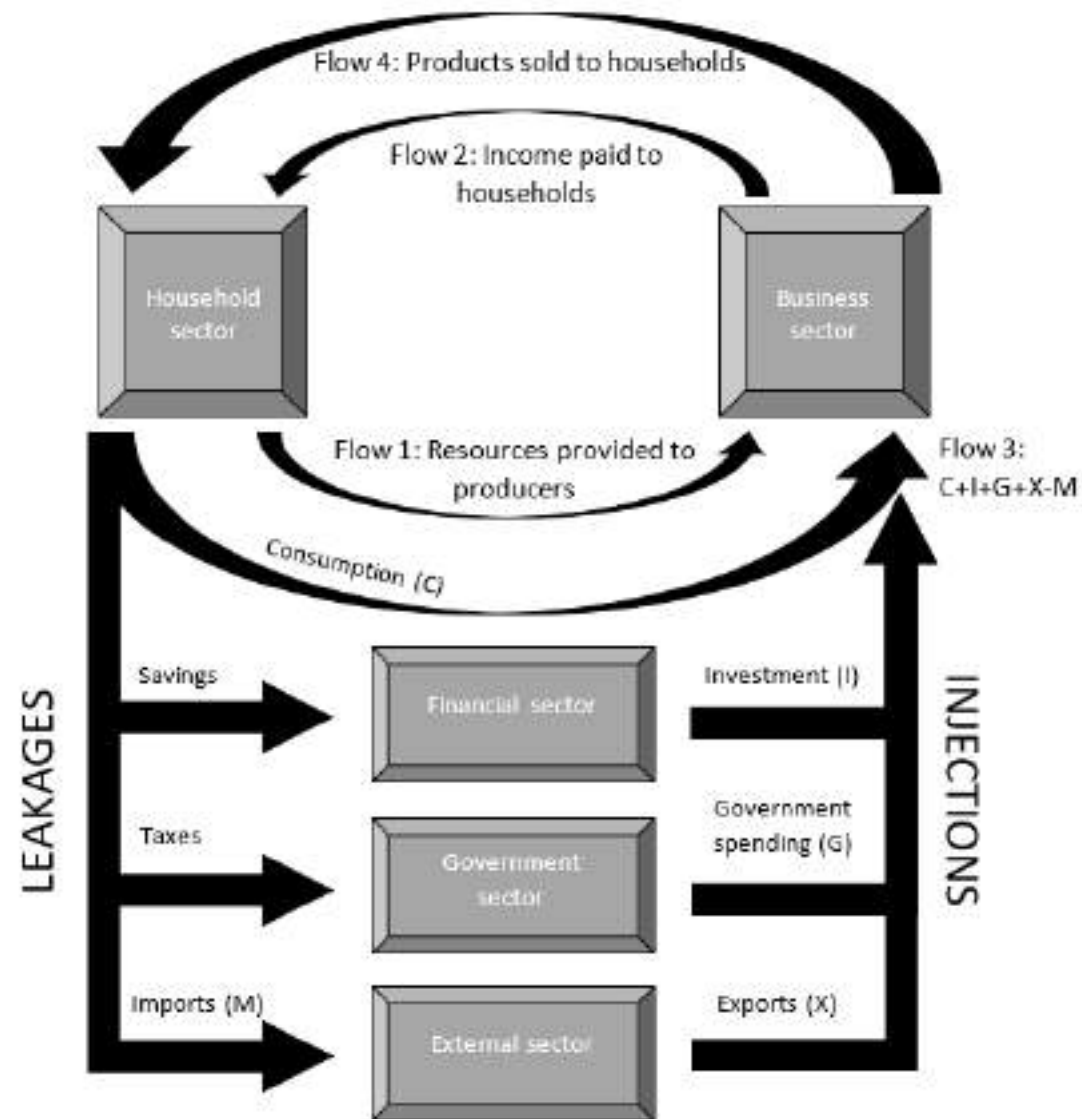 Flow 4: Products sold to households
Flow 2: Income paid to
households
Household
sector
Business
sector
Flow 1: Resources provided to
producers
Flow 3:
C+I+G+X-M
Consumption (C)
Savings
Financial sector
Investment (I)
LEAKAGES
INJECTIONS
Taxes
Government
sector
Government
spending (G)
Imports (M)
External sector
Exports (X)